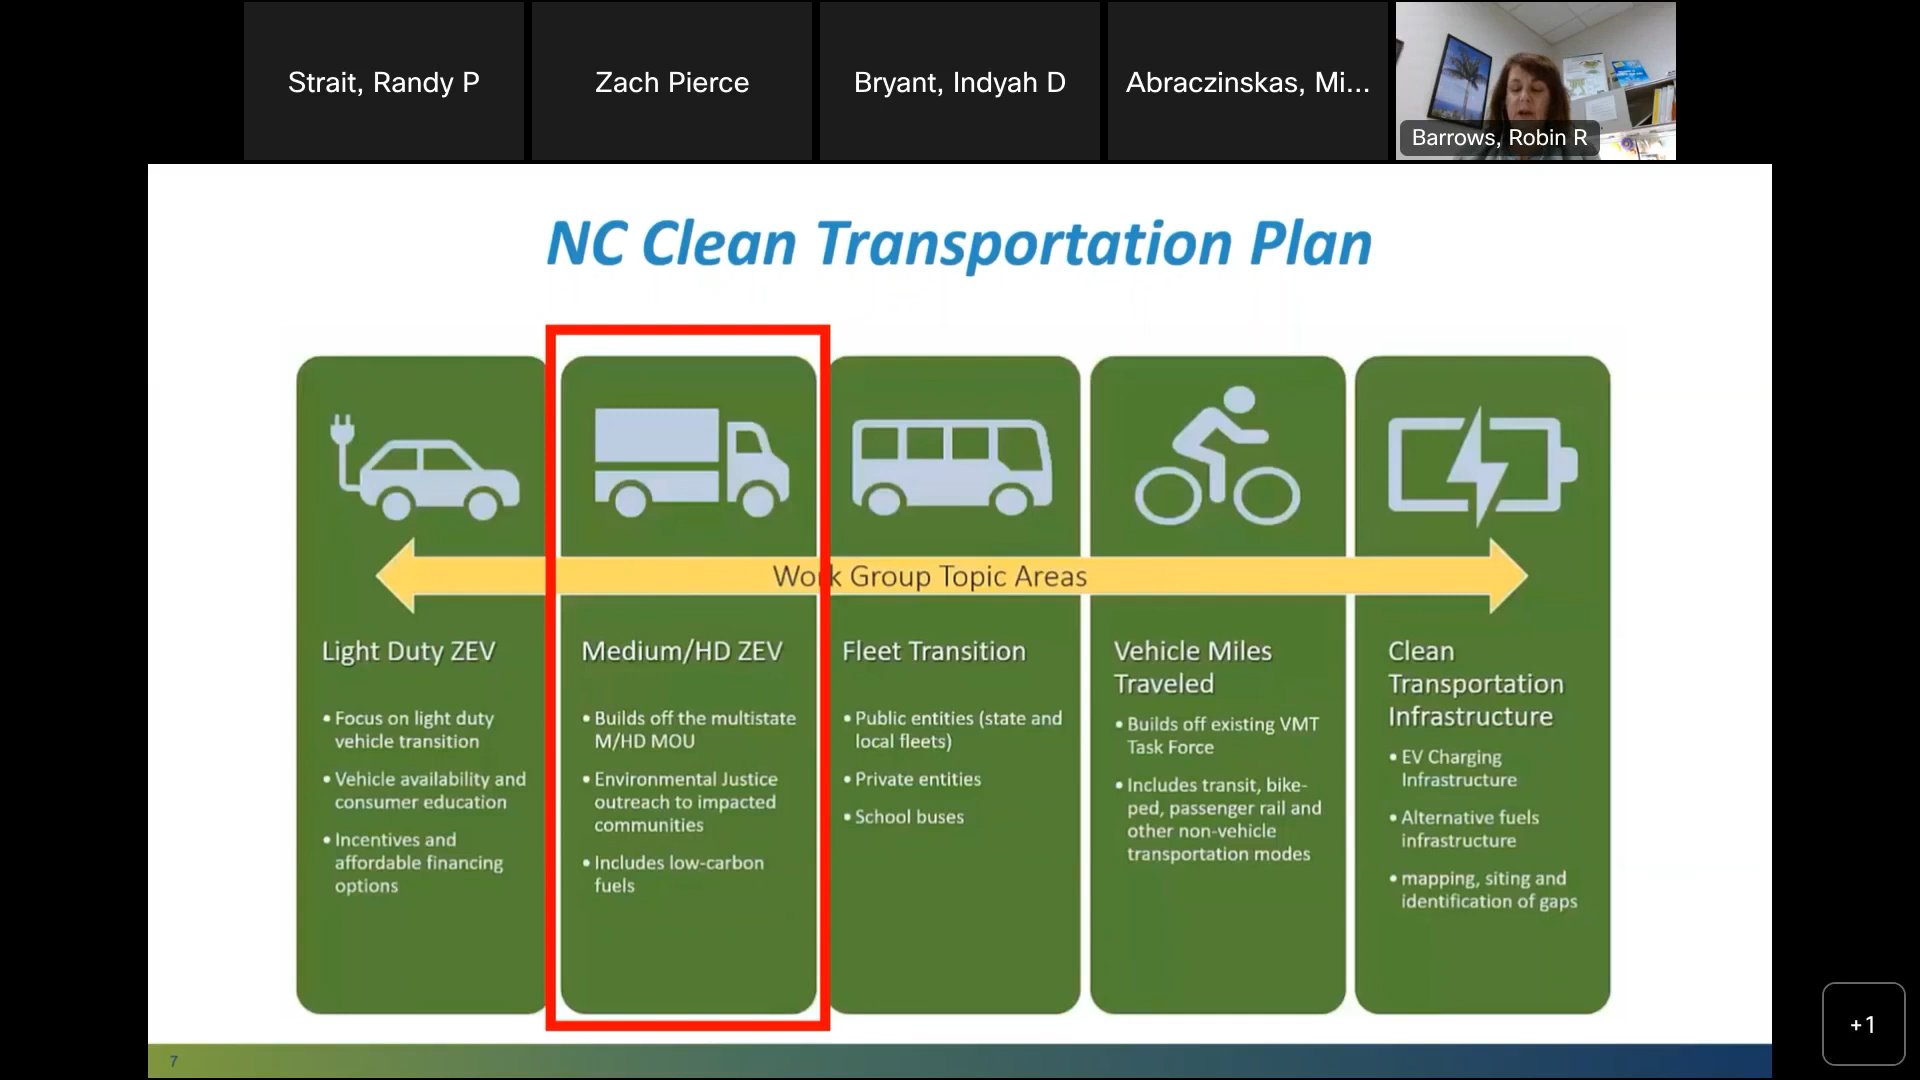 Strait, Randy P
Zach Pierce
Bryant, Indyah D
Abraczinskas, Mi...
Barrows, Robin R
NC Clean Transportation Plan
Work Group Topic Areas
Light Duty ZEV
• Focus on light duty
vehicle transition
• Vehicle availability and
consumer education
• Incentives and
affordable financing
options
Medium/HD ZEV
• Builds off the multistate
M/HD MOU
• Environmental Justice
outreach to impacted
communities
• Includes low-carbon
fuels
Fleet Transition
• Public entities (state and
local fleets)
• Private entities
• School buses
Vehicle Miles
Traveled
• Builds off existing VMT
Task Force
• Includes transit, bike-
ped, passenger rail and
other non-vehicle
transportation modes
Clean
Transportation
Infrastructure
• EV Charging
Infrastructure
• Alternative fuels
infrastructure
• mapping, siting and
identification of gaps
7
+1